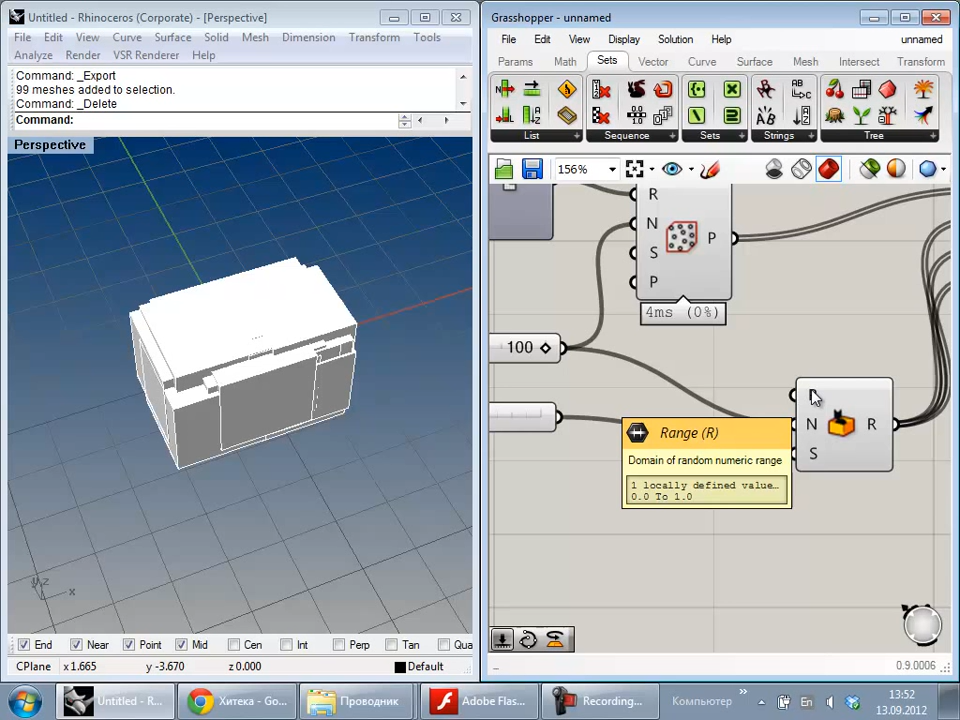 Untitled - Rhinoceros (Corporate) - [Perspective]
File Edit View Curve Surface Solid Mesh Dimension Transform Tools
Analyze Render VSR Renderer Help
Command: _Export
99 meshes added to selection.
Command: _Delete
Command:
Perspective
y z
x
End Near Point Mid Cen Int Perp Tan Qua
CPlane x 1.665 y -3.670 z 0.000 Default
Grasshopper - unnamed
File Edit View Display Solution Help unnamed
Params Math Sets Vector Curve Surface Mesh Intersect Transform
List Sequence Sets Strings Tree
156%
R
N
S
P
P
4ms (0%)
100
N
S
R
Range (R)
Domain of random numeric range
1 locally defined value…
0.0 To 1.0
0.9.0006
Untitled - R... Хитека - Go... Проводник Adobe Flas... Recording... Компьютер » En 13:52
13.09.2012